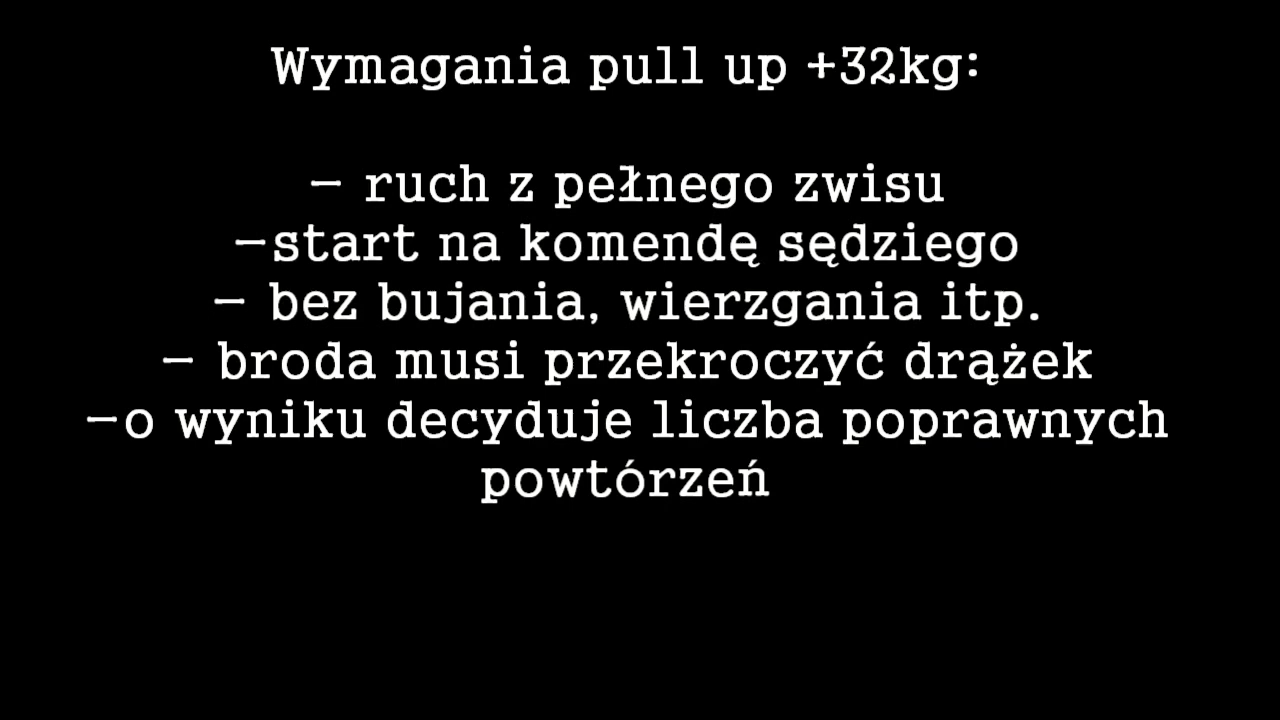 Wymagania pull up +32kg:
- ruch z pełnego zwisu
-start na komendę sędziego
- bez bujania, wierzgania itp.
- broda musi przekroczyć drążek
-o wyniku decyduje liczba poprawnych
powtórzeń